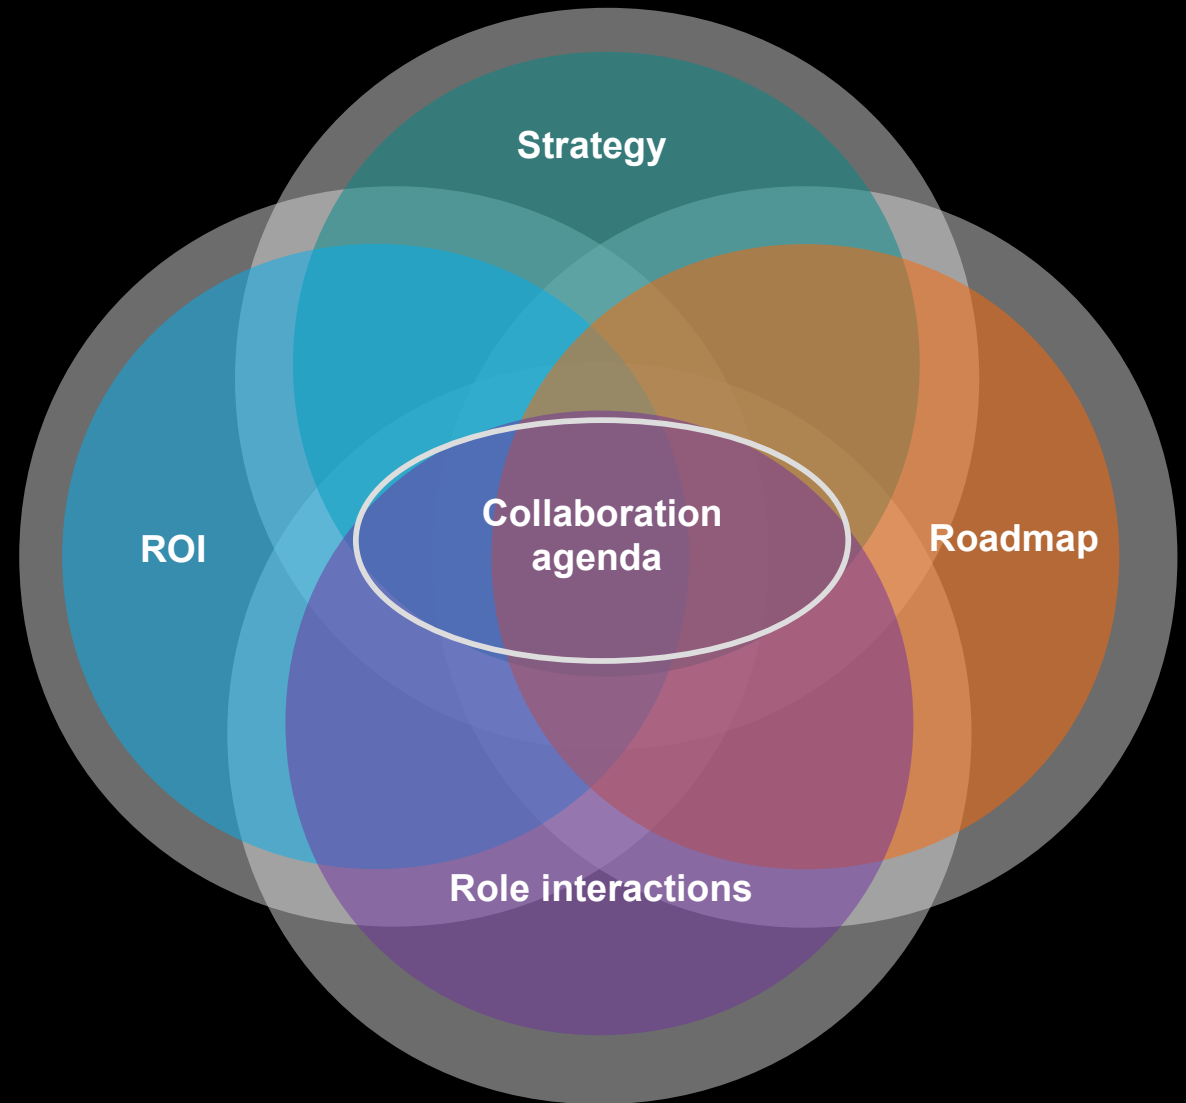 Strategy
ROI
Collaboration
agenda
Roadmap
Role interactions